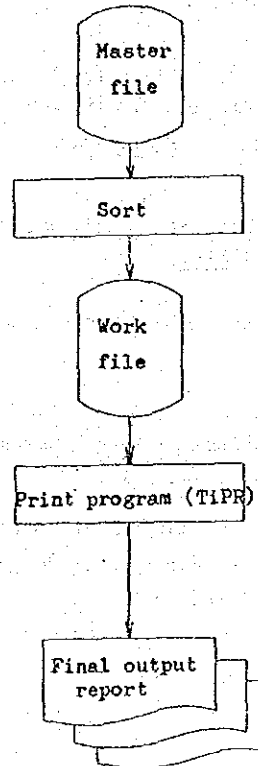 Master
file
Sort
Work
file
Print program (TiPR)
Final output
report